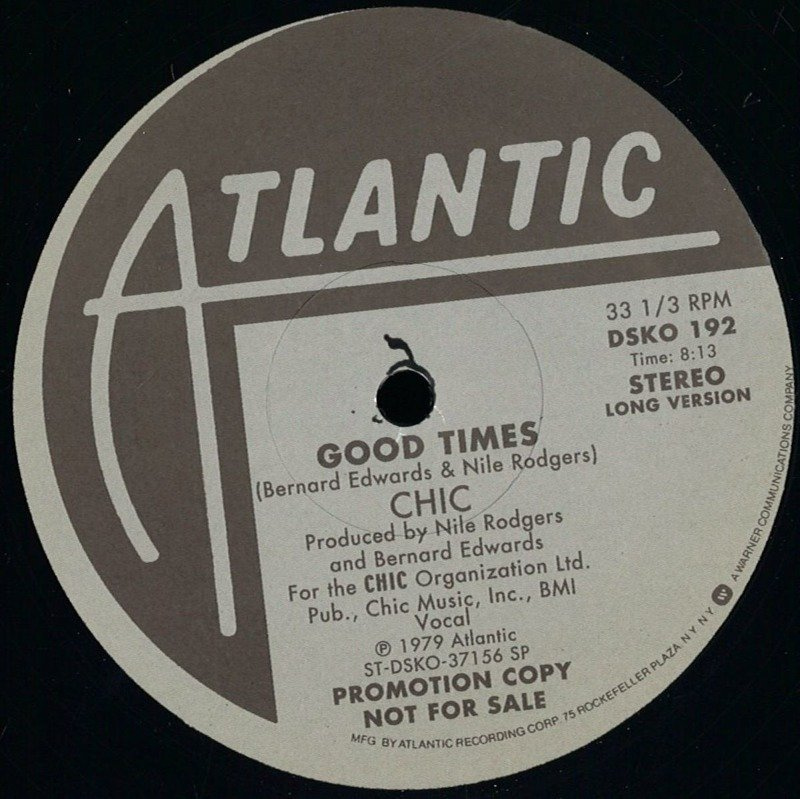 ATLANTIC
33 1/3 RPM
DSKO 192
Time: 8:13
STEREO
LONG VERSION
GOOD TIMES
(Bernard Edwards & Nile Rodgers)
CHIC
Produced by Nile Rodgers
and Bernard Edwards
For the CHIC Organization Ltd.
Pub., Chic Music, Inc., BMI
Vocal
℗ 1979 Atlantic
ST-DSKO-37156 SP
PROMOTION COPY
NOT FOR SALE
MFG BY ATLANTIC RECORDING CORP. 75 ROCKEFELLER PLAZA N Y N Y W A WARNER COMMUNICATIONS COMPANY